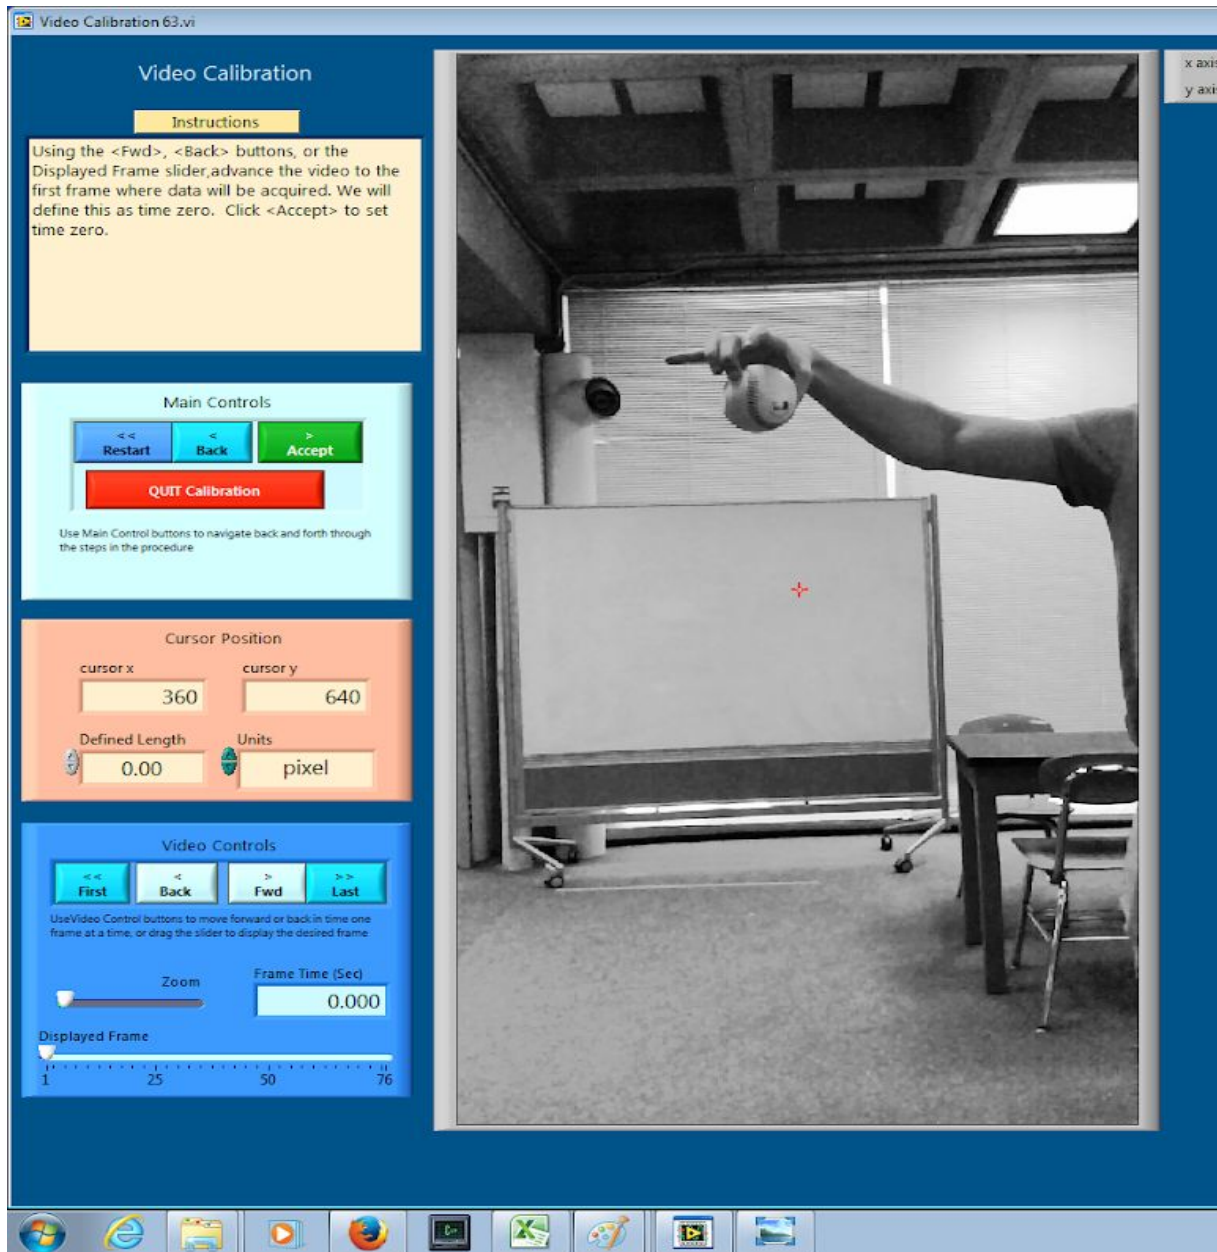 Video Calibration 63.vi
Video Calibration
Instructions
Using the <Fwd>, <Back> buttons, or the
Displayed Frame slider,advance the video to the
first frame where data will be acquired. We will
define this as time zero.  Click <Accept> to set
time zero.
Main Controls
<< < >
Restart Back Accept
QUIT Calibration
Use Main Control buttons to navigate back and forth through
the steps in the procedure
Cursor Position
cursor x cursor y
360 640
Defined Length Units
0.00 pixel
Video Controls
<< < > >>
First Back Fwd Last
UseVideo Control buttons to move forward or back in time one
frame at a time, or drag the slider to display the desired frame
Zoom Frame Time (Sec)
0.000
Displayed Frame
1 25 50 76
x axis
y axis